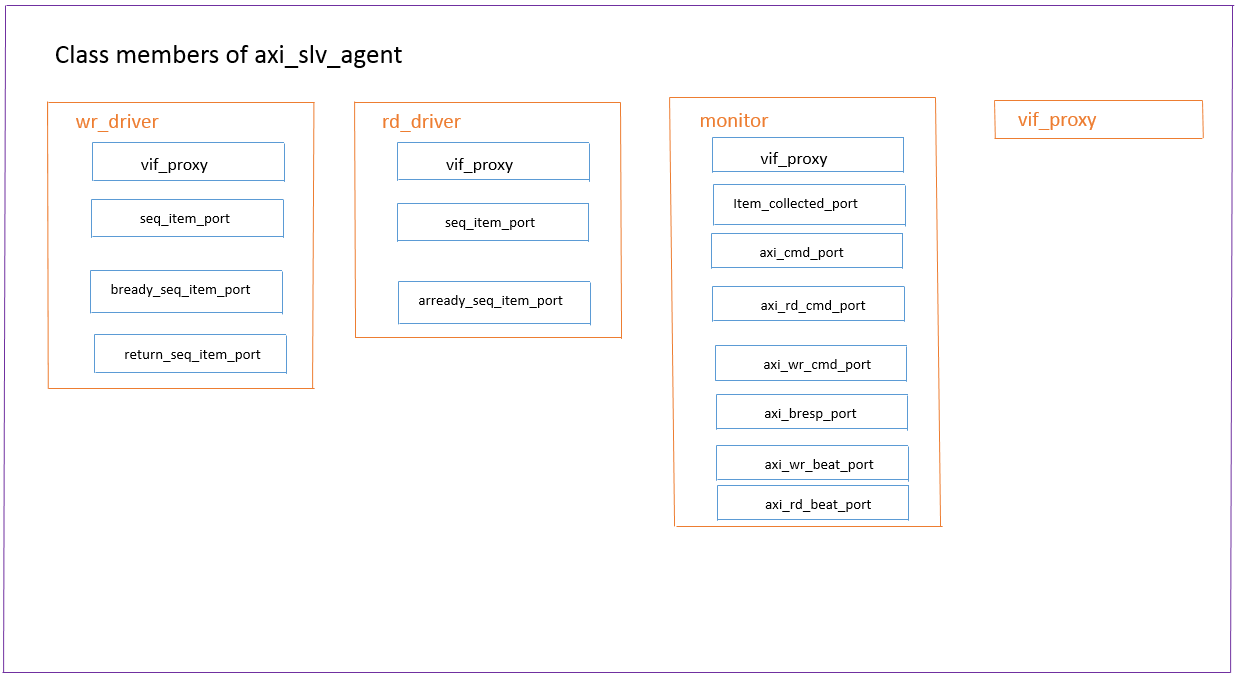 Class members of axi_slv_agent
wr_driver
vif_proxy
seq_item_port
bready_seq_item_port
return_seq_item_port
rd_driver
vif_proxy
seq_item_port
arready_seq_item_port
monitor
vif_proxy
Item_collected_port
axi_cmd_port
axi_rd_cmd_port
axi_wr_cmd_port
axi_bresp_port
axi_wr_beat_port
axi_rd_beat_port
vif_proxy